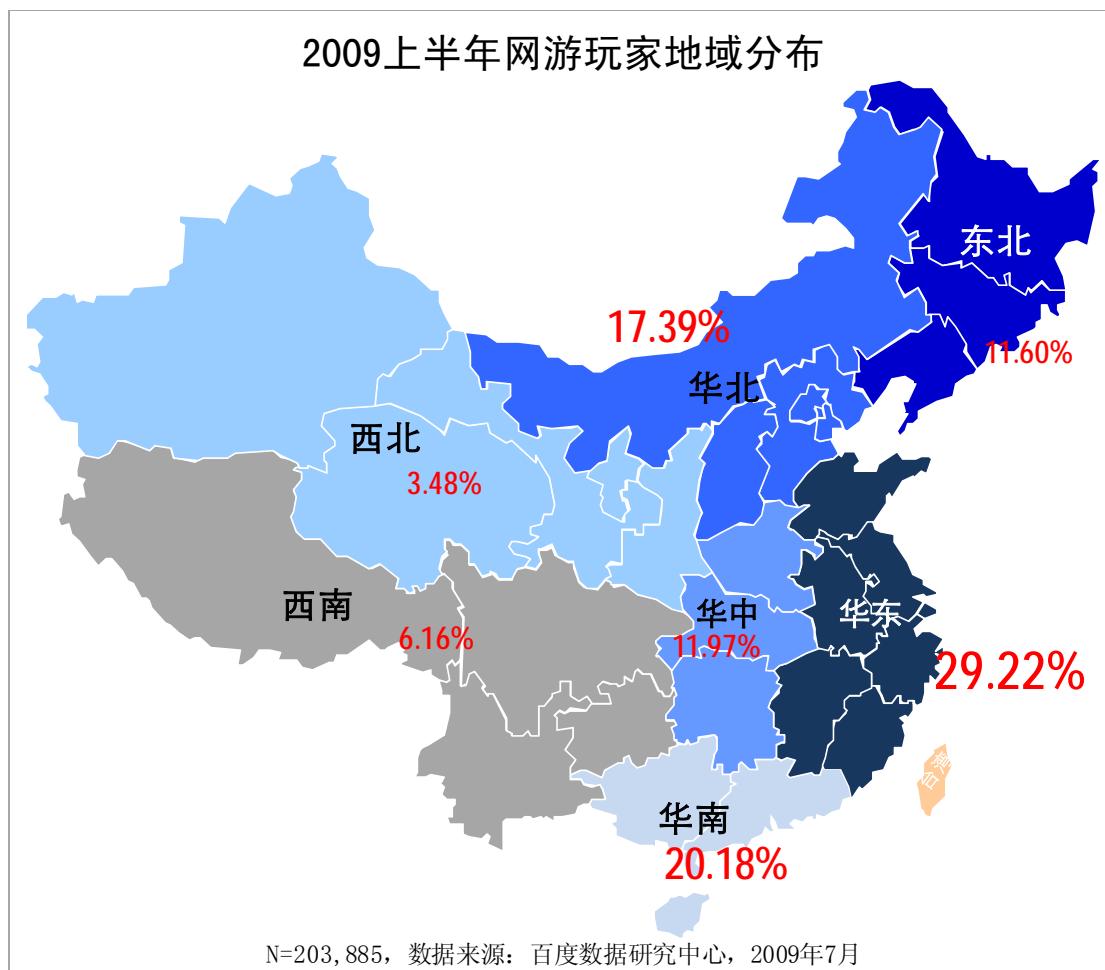 2009上半年网游玩家地域分布
东北
17.39%
11.60%
华北
西北
3.48%
西南
华中
华东
6.16%
11.97%
29.22%
台湾
华南
20.18%
N=203,885, 数据来源: 百度数据研究中心, 2009年7月